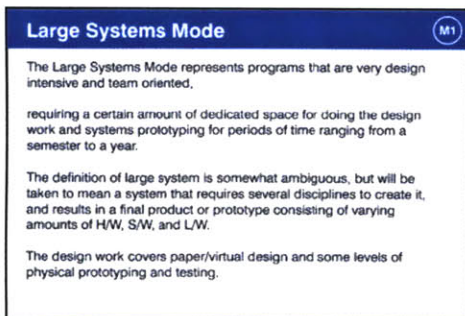 Large Systems Mode
M1
The Large Systems Mode represents programs that are very design
intensive and team oriented,
requiring a certain amount of dedicated space for doing the design
work and systems prototyping for periods of time ranging from a
semester to a year.
The definition of large system is somewhat ambiguous, but will be
taken to mean a system that requires several disciplines to create it,
and results in a final product or prototype consisting of varying
amounts of H/W, S/W, and L/W.
The design work covers paper/virtual design and some levels of
physical prototyping and testing.